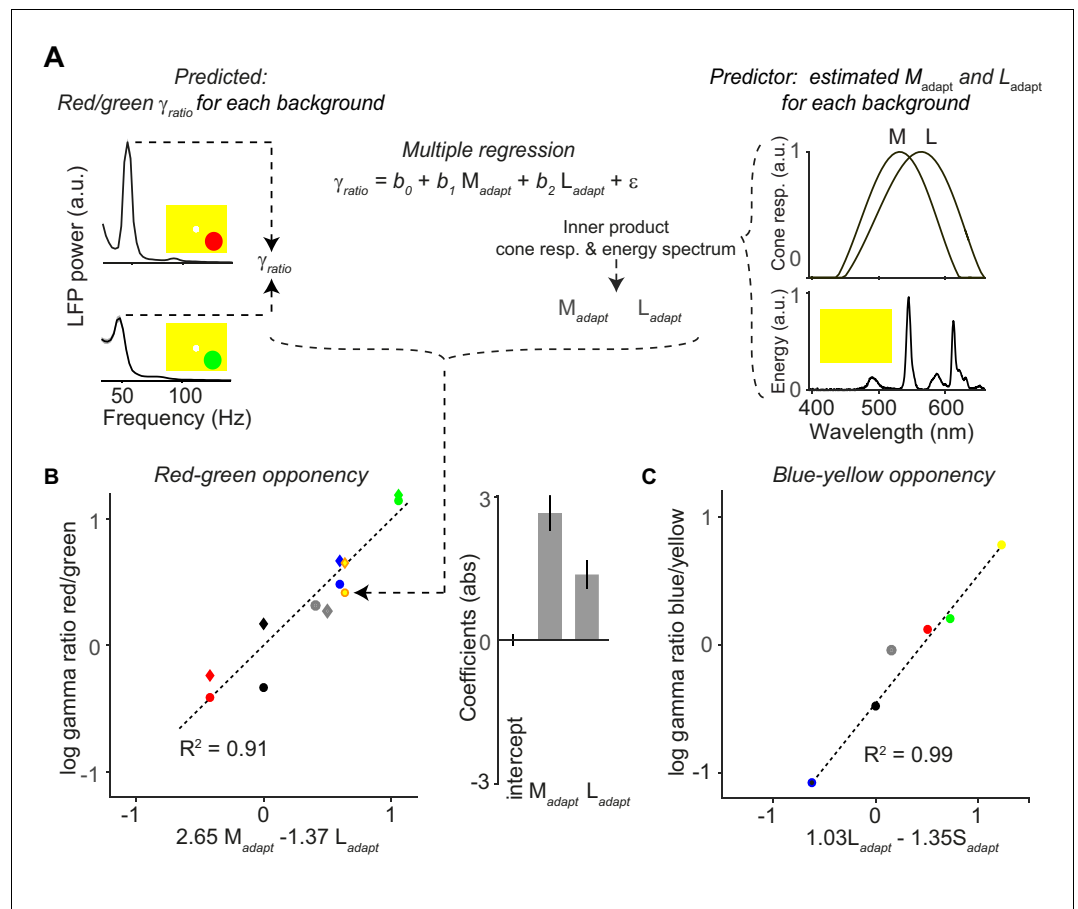 A
Predicted:
Red/green γratio for each background
Predictor: estimated Madapt and Ladapt
for each background
Multiple regression
γratio = b0 + b1 Madapt + b2 Ladapt + ε
Inner product
cone resp. & energy spectrum
Madapt Ladapt
γratio
LFP power (a.u.)
50 100
Frequency (Hz)
M L
Cone resp. (a.u.)
1
0
Energy (a.u.)
1
0
400 500 600
Wavelength (nm)
B
Red-green opponency
log gamma ratio red/green
1
0
-1
R² = 0.91
-1 0 1
2.65 Madapt -1.37 Ladapt
Coefficients (abs)
3
0
-3
intercept
Madapt Ladapt
C
Blue-yellow opponency
log gamma ratio blue/yellow
1
0
-1
R² = 0.99
-1 0 1
1.03Ladapt - 1.35Sadapt